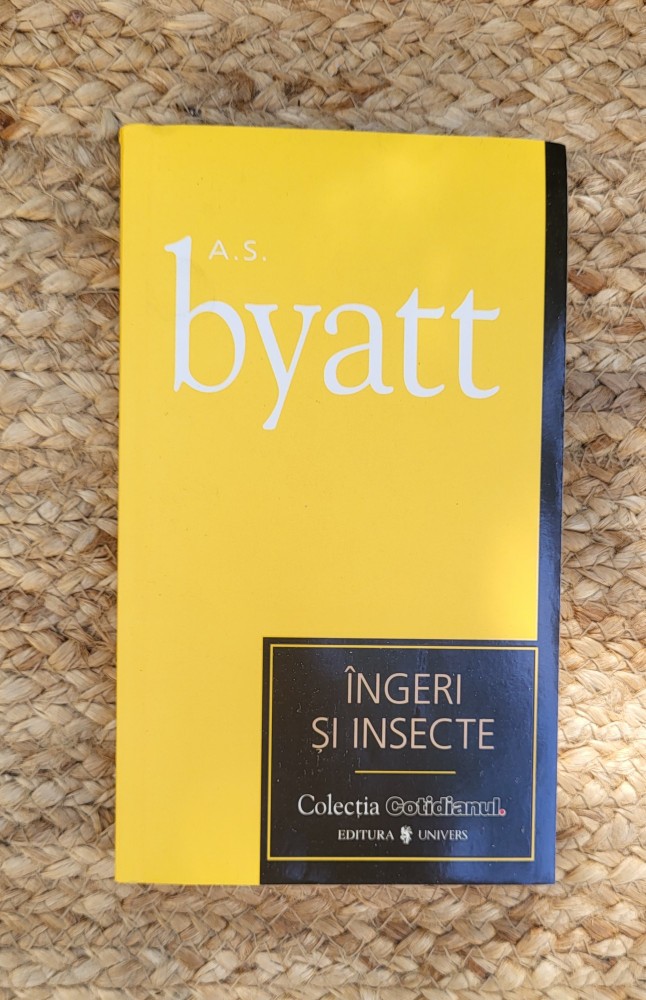 A.S.
byatt
ÎNGERI
ȘI INSECTE
Colecția Cotidianul.
EDITURA UNIVERS